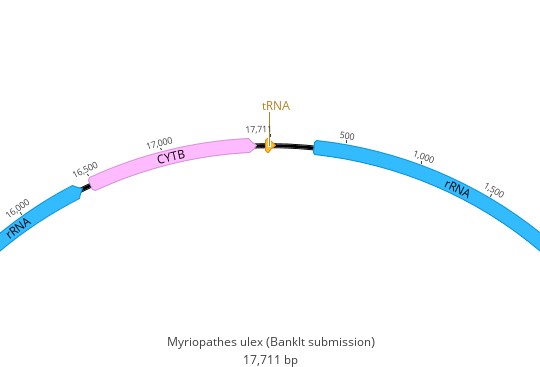 tRNA
17,711
500
17,000
CYTB
1,000
16,500
rRNA
1,500
16,000
rRNA
Myriopathes ulex (BankIt submission)
17,711 bp